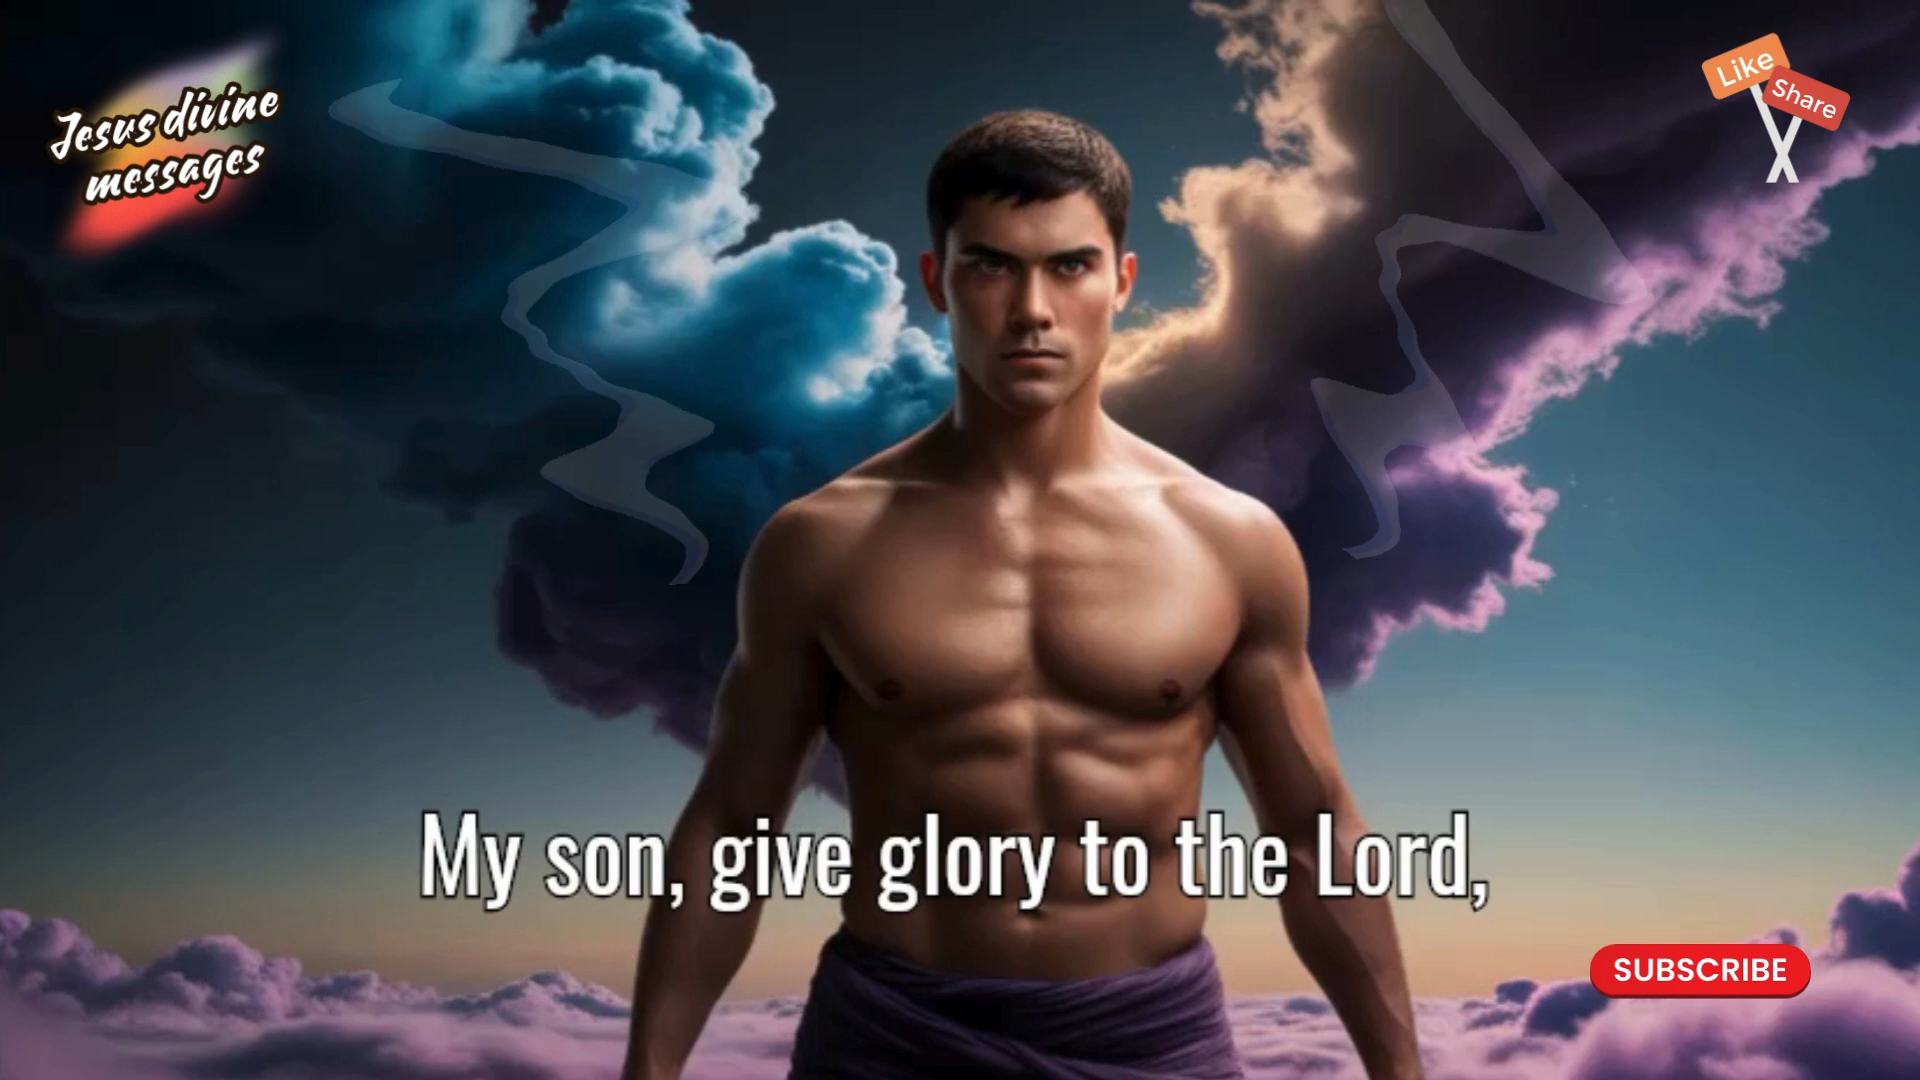 Jesus divine
messages
Like
Share
My son, give glory to the Lord,
SUBSCRIBE